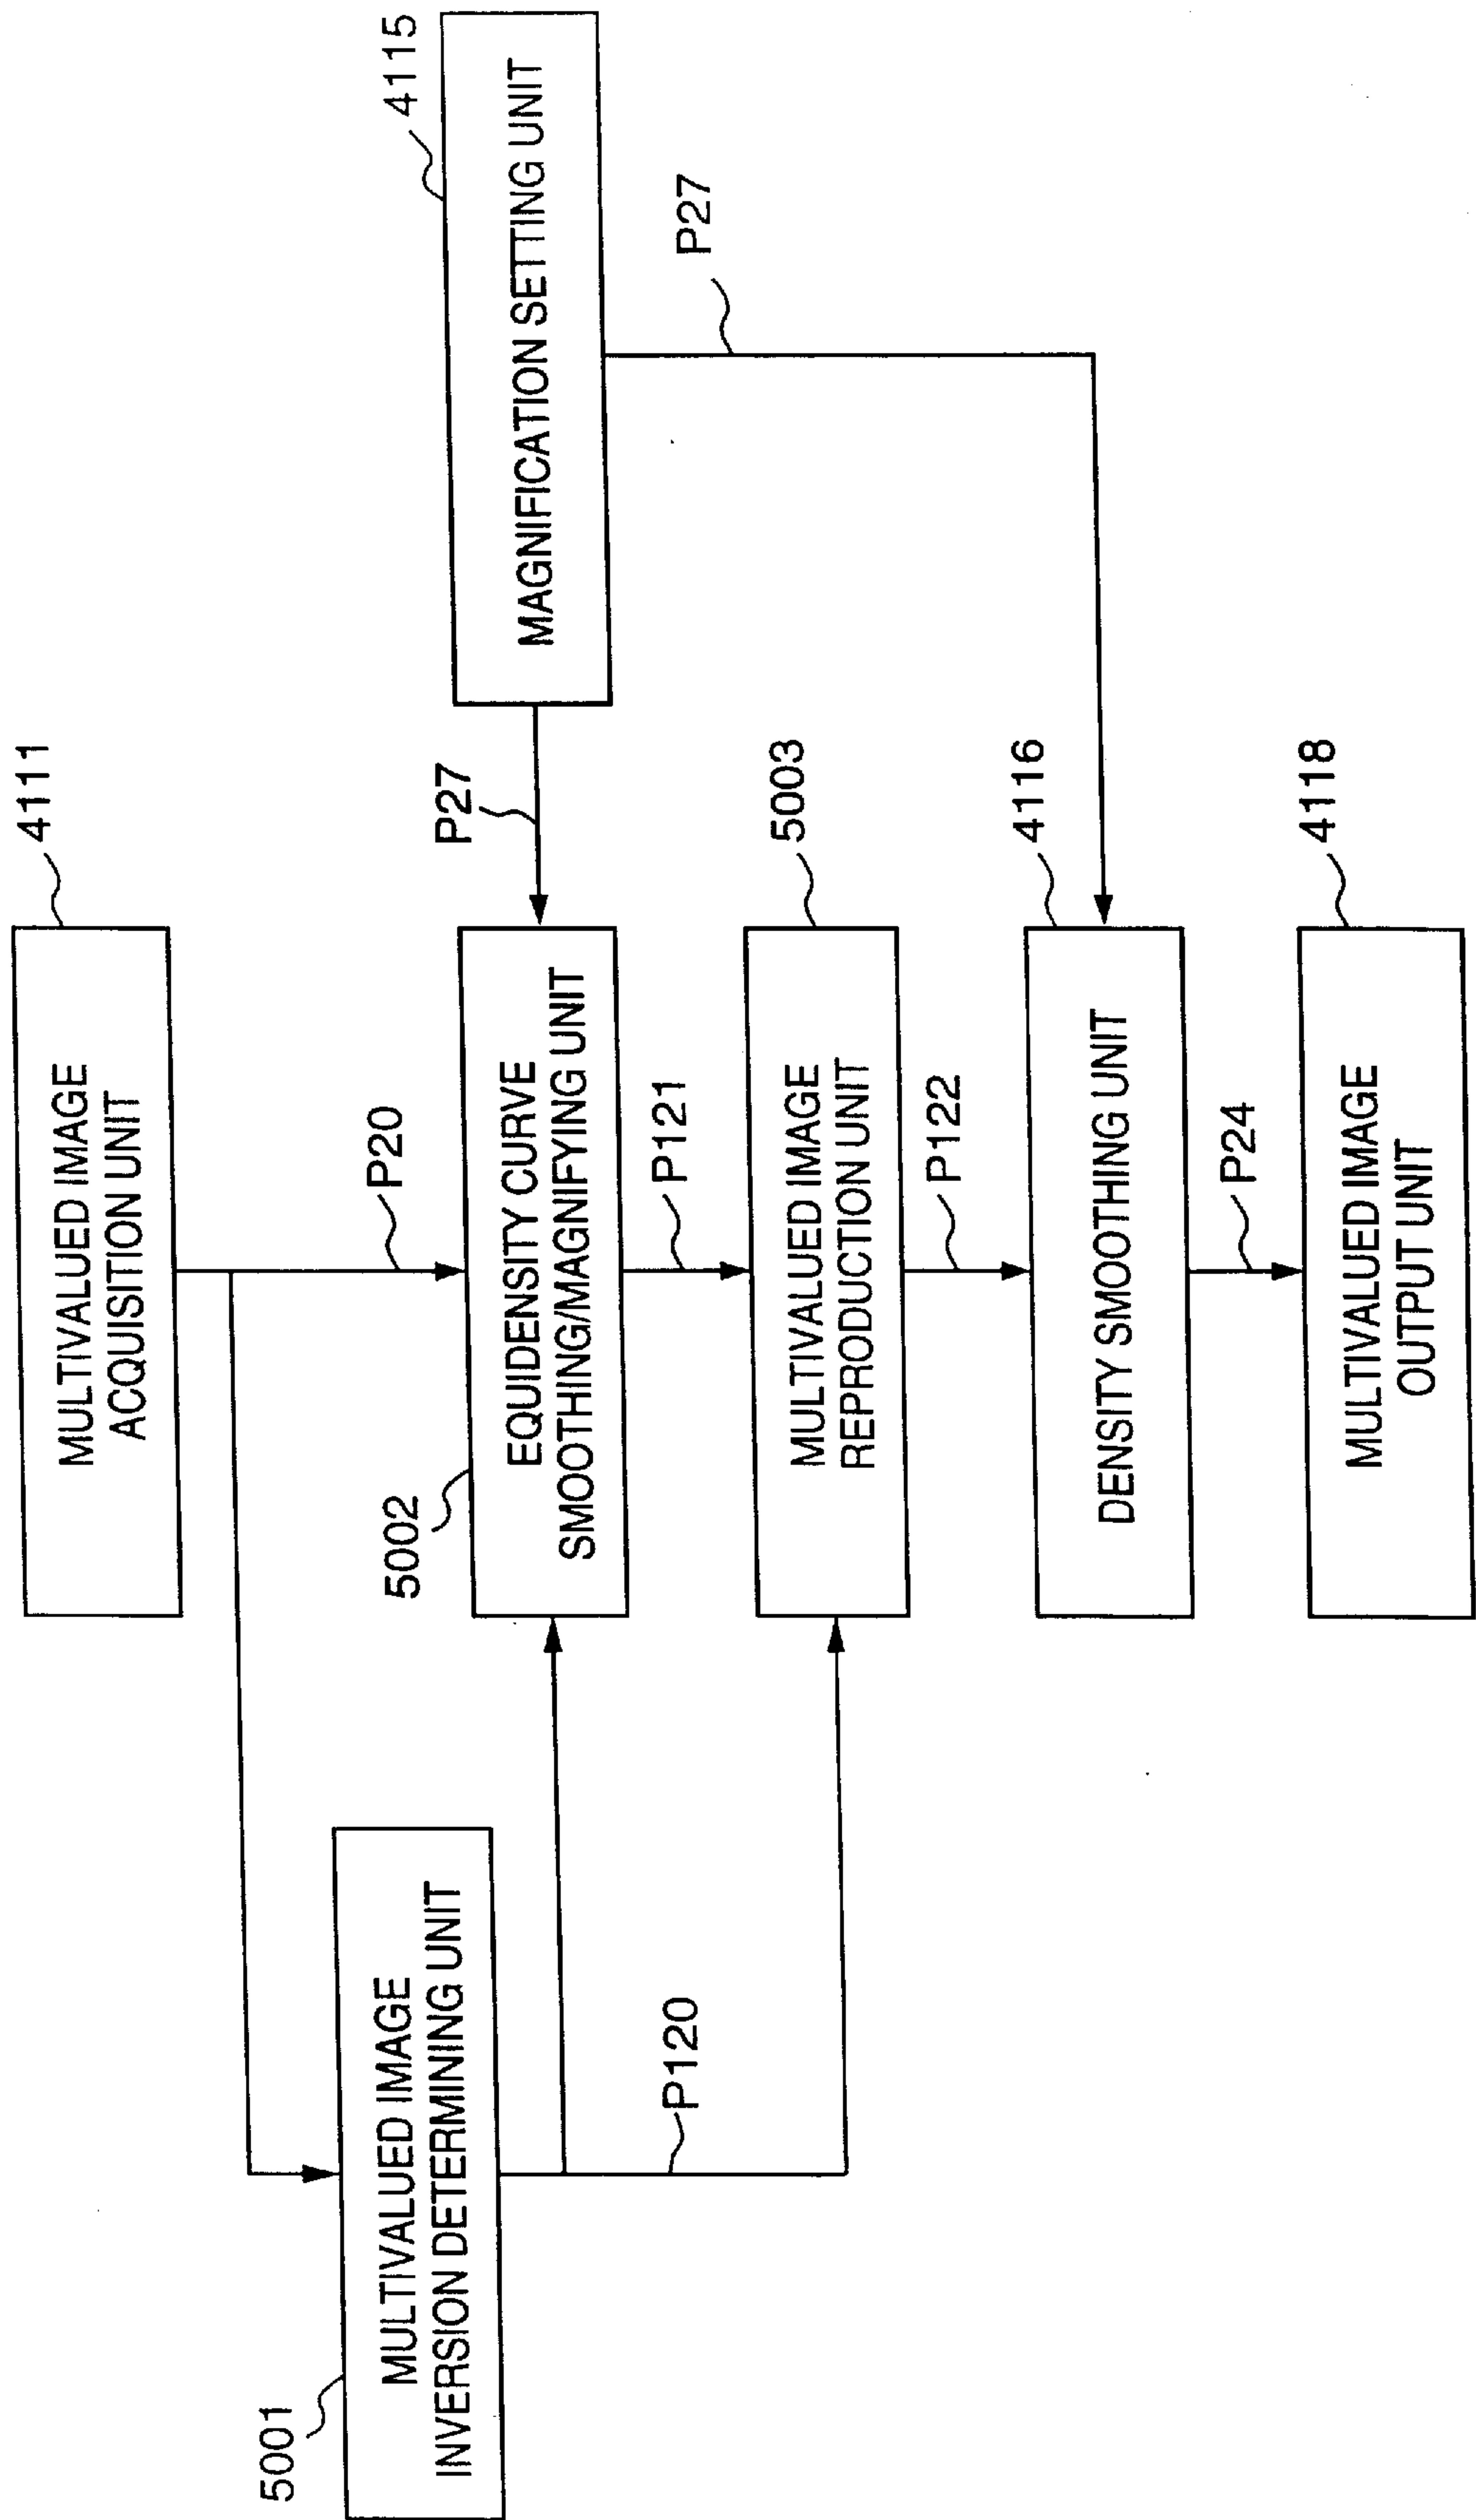 4111
MULTIVALUED IMAGE
ACQUISITION UNIT
5001
MULTIVALUED IMAGE
INVERSION DETERMINING UNIT
P20
4115
MAGNIFICATION SETTING UNIT
P27
P27
5002
EQUIDENSITY CURVE
SMOOTHING/MAGNIFYING UNIT
P120
P121
5003
MULTIVALUED IMAGE
REPRODUCTION UNIT
P122
4116
DENSITY SMOOTHING UNIT
P24
4118
MULTIVALUED IMAGE
OUTPUT UNIT